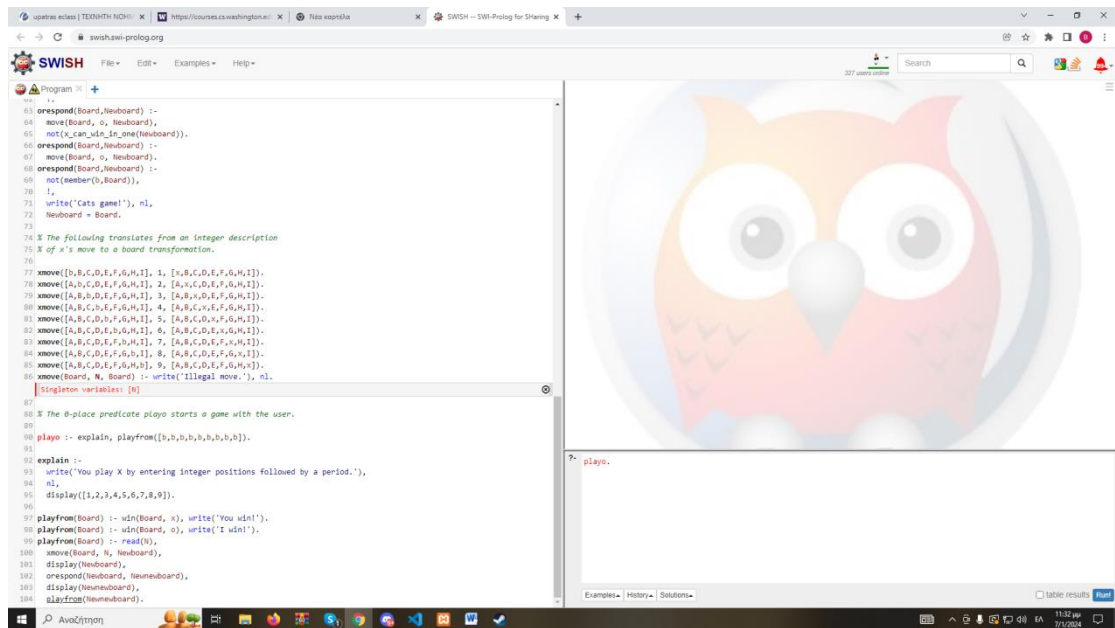 upatras eclass | ΤΕΧΝΗΤΗ ΝΟΗΜ
https://courses.cs.washington.ed
Νέα καρτέλα
SWISH -- SWI-Prolog for SHaring
swish.swi-prolog.org
SWISH File Edit Examples Help
327 users online
Search
99+
Program
62 !,
63 orespond(Board,Newboard) :-
64 move(Board, o, Newboard),
65 not(x_can_win_in_one(Newboard)).
66 orespond(Board,Newboard) :-
67 move(Board, o, Newboard).
68 orespond(Board,Newboard) :-
69 not(member(b,Board)),
70 !,
71 write('Cats game!'), nl,
72 Newboard = Board.
73
74 % The following translates from an integer description
75 % of x's move to a board transformation.
76
77 xmove([b,B,C,D,E,F,G,H,I], 1, [x,B,C,D,E,F,G,H,I]).
78 xmove([A,b,C,D,E,F,G,H,I], 2, [A,x,C,D,E,F,G,H,I]).
79 xmove([A,B,b,D,E,F,G,H,I], 3, [A,B,x,D,E,F,G,H,I]).
80 xmove([A,B,C,b,E,F,G,H,I], 4, [A,B,C,x,E,F,G,H,I]).
81 xmove([A,B,C,D,b,F,G,H,I], 5, [A,B,C,D,x,F,G,H,I]).
82 xmove([A,B,C,D,E,b,G,H,I], 6, [A,B,C,D,E,x,G,H,I]).
83 xmove([A,B,C,D,E,F,b,H,I], 7, [A,B,C,D,E,F,x,H,I]).
84 xmove([A,B,C,D,E,F,G,b,I], 8, [A,B,C,D,E,F,G,x,I]).
85 xmove([A,B,C,D,E,F,G,H,b], 9, [A,B,C,D,E,F,G,H,x]).
86 xmove(Board, N, Board) :- write('Illegal move.'), nl.
Singleton variables: [N]
87
88 % The 0-place predicate playo starts a game with the user.
89
90 playo :- explain, playfrom([b,b,b,b,b,b,b,b,b]).
91
92 explain :-
93 write('You play X by entering integer positions followed by a period.'),
94 nl,
95 display([1,2,3,4,5,6,7,8,9]).
96
97 playfrom(Board) :- win(Board, x), write('You win!').
98 playfrom(Board) :- win(Board, o), write('I win!').
99 playfrom(Board) :- read(N),
100 xmove(Board, N, Newboard),
101 display(Newboard),
102 orespond(Newboard, Newnewboard),
103 display(Newnewboard),
104 playfrom(Newnewboard).
?- playo.
Examples History Solutions
table results Run!
Αναζήτηση
EΛ
11:32 μμ
7/1/2024